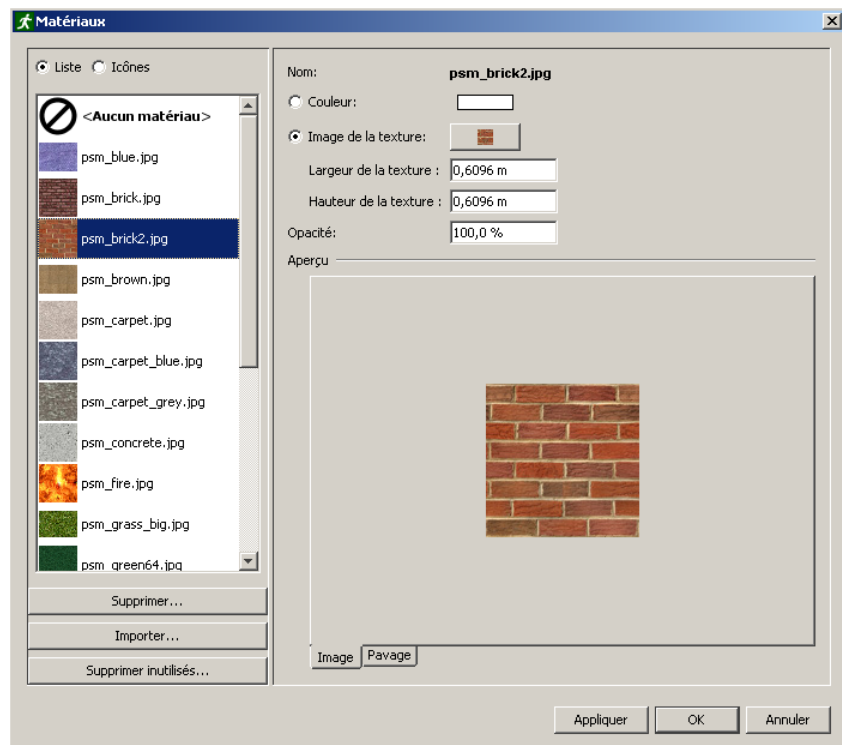 Matériaux
Liste Icônes
<Aucun matériau>
psm_blue.jpg
psm_brick.jpg
psm_brick2.jpg
psm_brown.jpg
psm_carpet.jpg
psm_carpet_blue.jpg
psm_carpet_grey.jpg
psm_concrete.jpg
psm_fire.jpg
psm_grass_big.jpg
psm_green64.jpg
Supprimer...
Importer...
Supprimer inutilisés...
Nom: psm_brick2.jpg
Couleur:
Image de la texture:
Largeur de la texture : 0,6096 m
Hauteur de la texture : 0,6096 m
Opacité: 100,0 %
Aperçu
Image Pavage
Appliquer OK Annuler